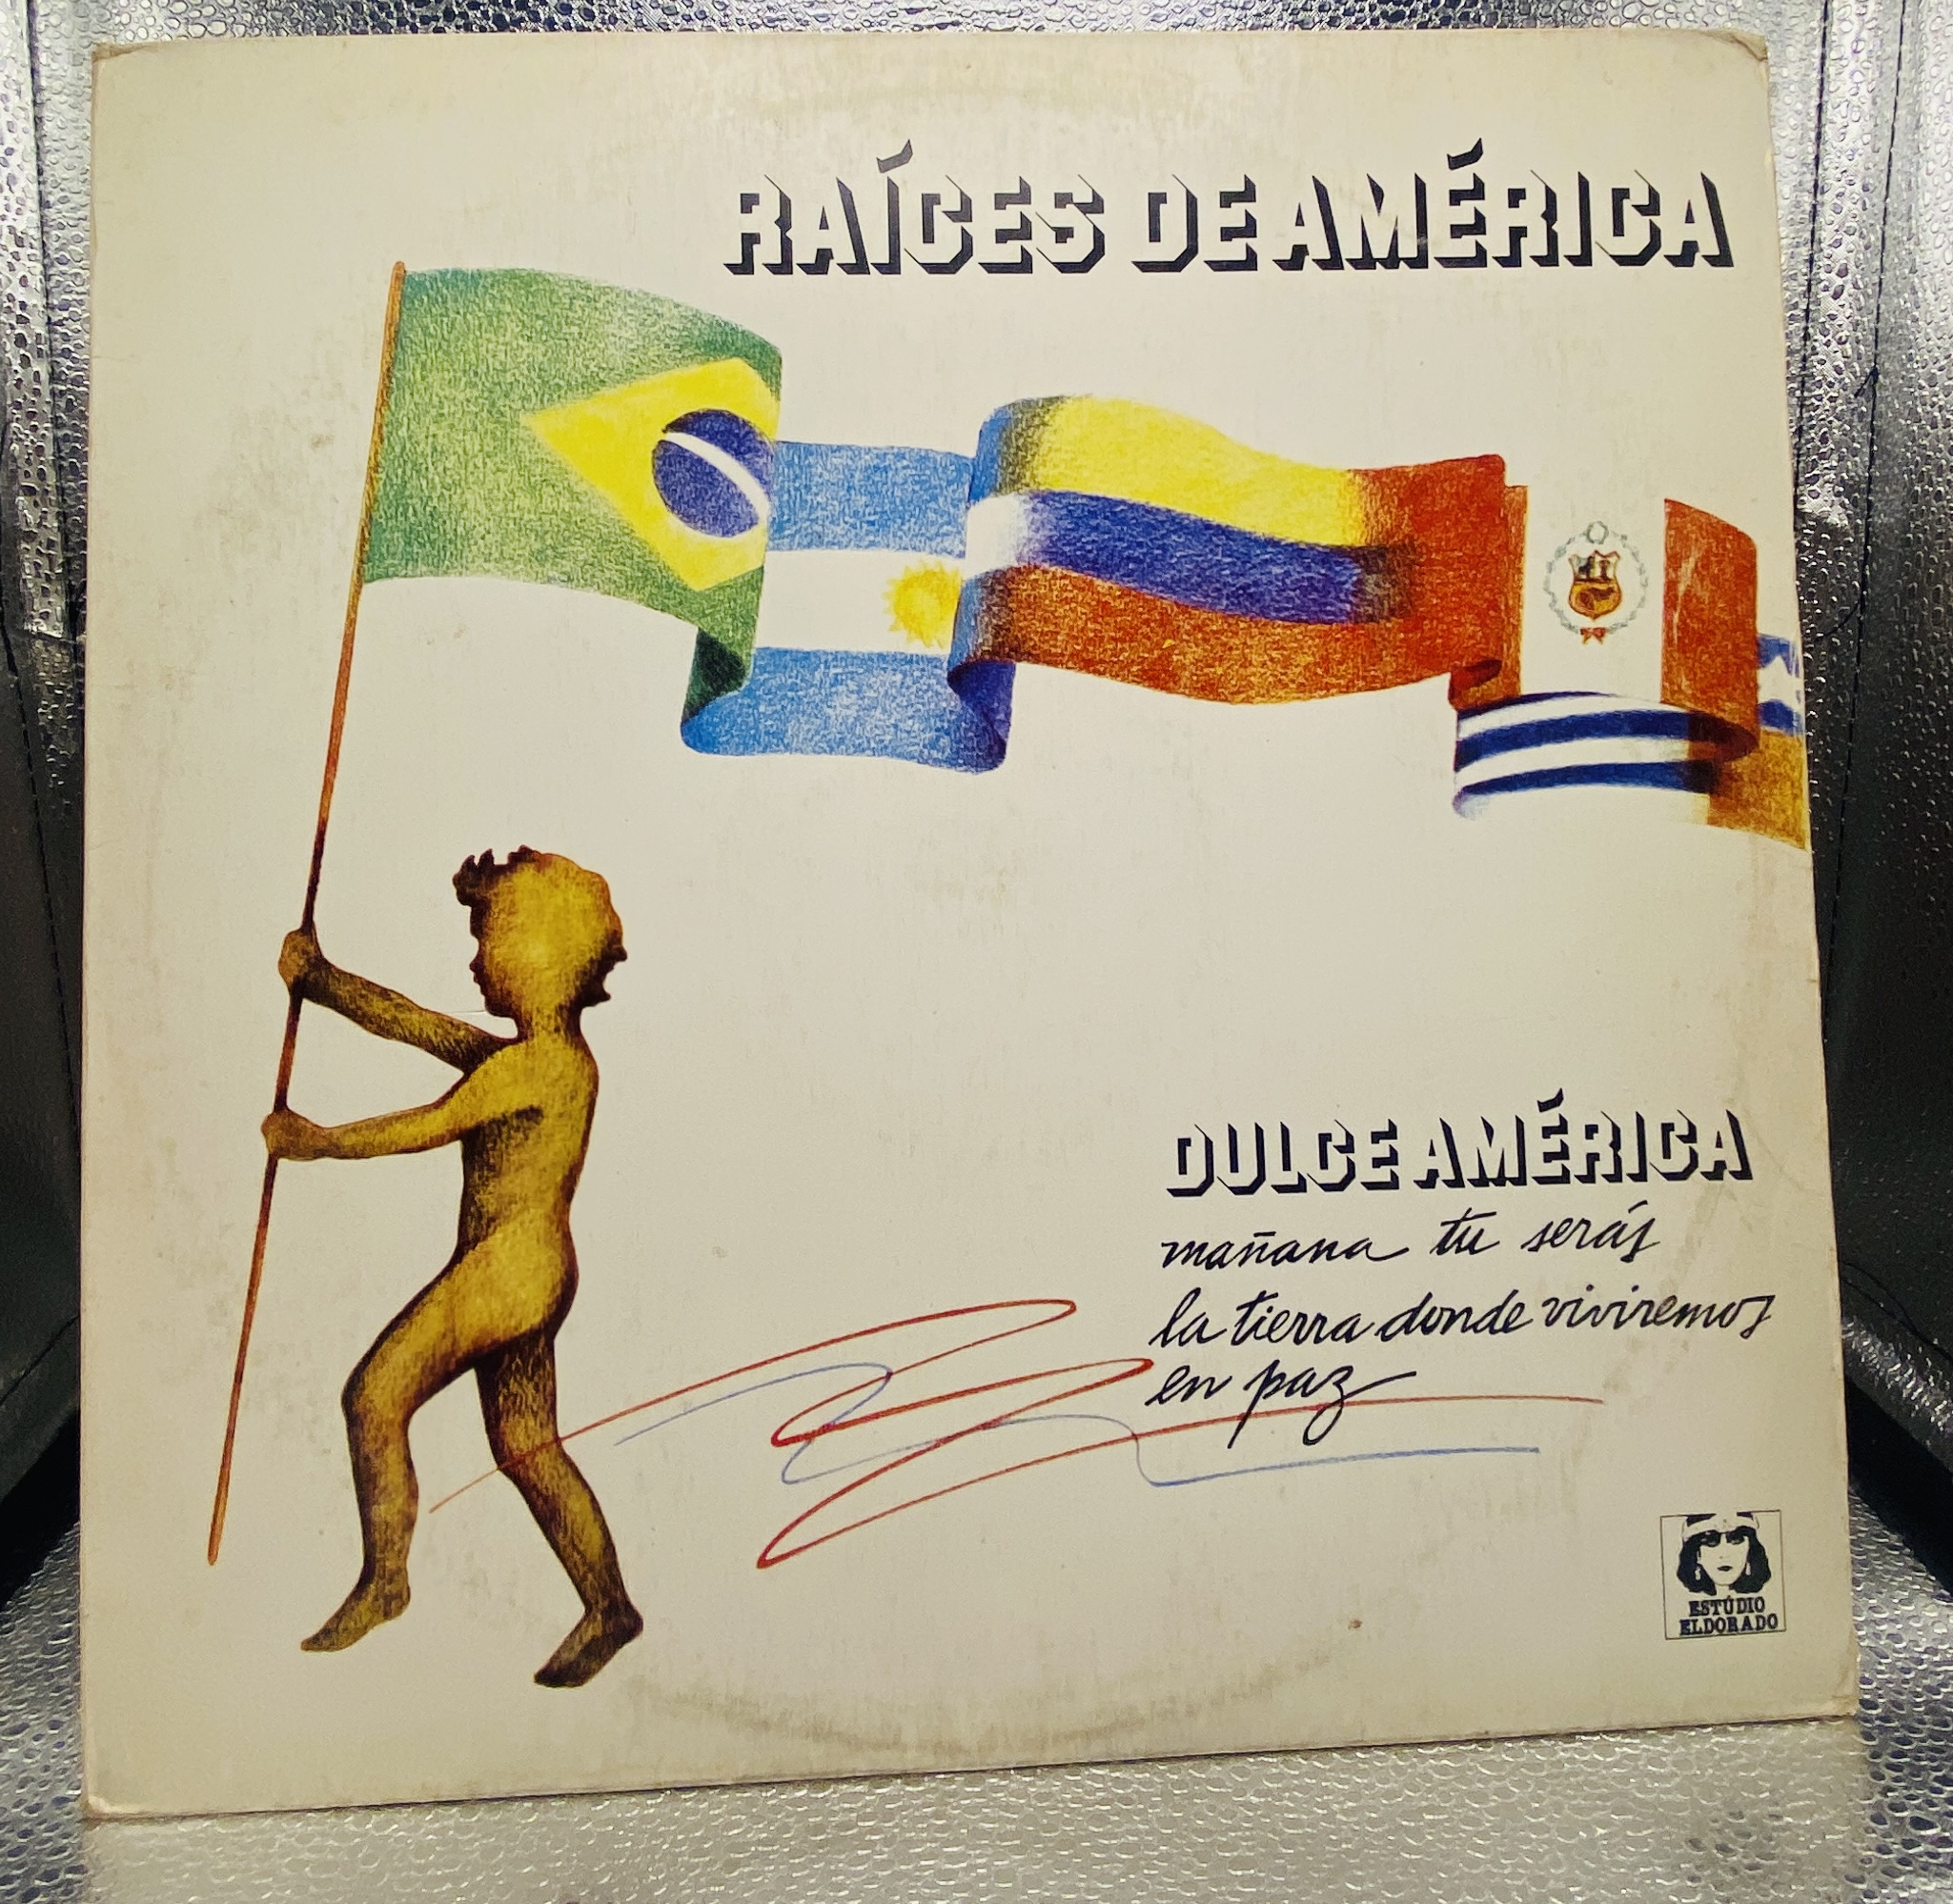 RAÍCES DE AMÉRICA
DULCE AMÉRICA
mañana tu serás
la tierra donde viviremos
en paz
ESTÚDIO
ELDORADO